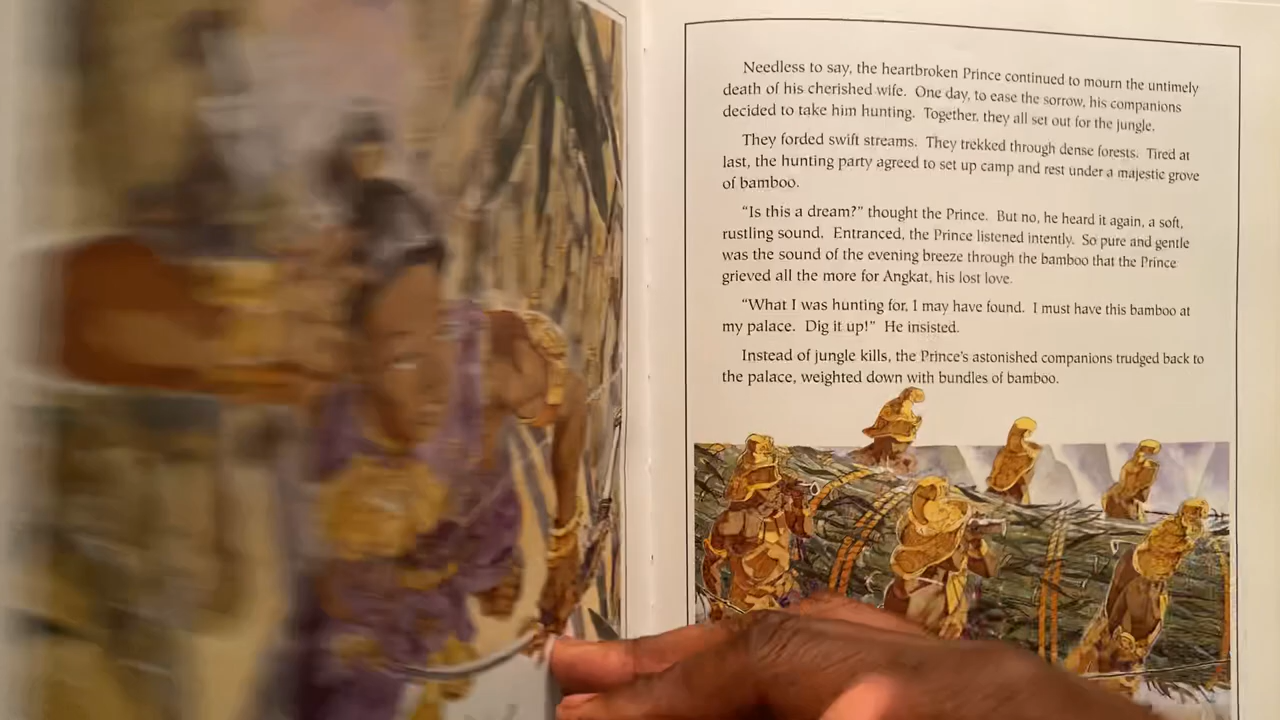 Needless to say, the heartbroken Prince continued to mourn the untimely
death of his cherished wife. One day, to ease the sorrow, his companions
decided to take him hunting. Together, they all set out for the jungle.
They forded swift streams. They trekked through dense forests. Tired at
last, the hunting party agreed to set up camp and rest under a majestic grove
of bamboo.
“Is this a dream?” thought the Prince. But no, he heard it again, a soft,
rustling sound. Entranced, the Prince listened intently. So pure and gentle
was the sound of the evening breeze through the bamboo that the Prince
grieved all the more for Angkat, his lost love.
“What I was hunting for, I may have found. I must have this bamboo at
my palace. Dig it up!” He insisted.
Instead of jungle kills, the Prince’s astonished companions trudged back to
the palace, weighted down with bundles of bamboo.